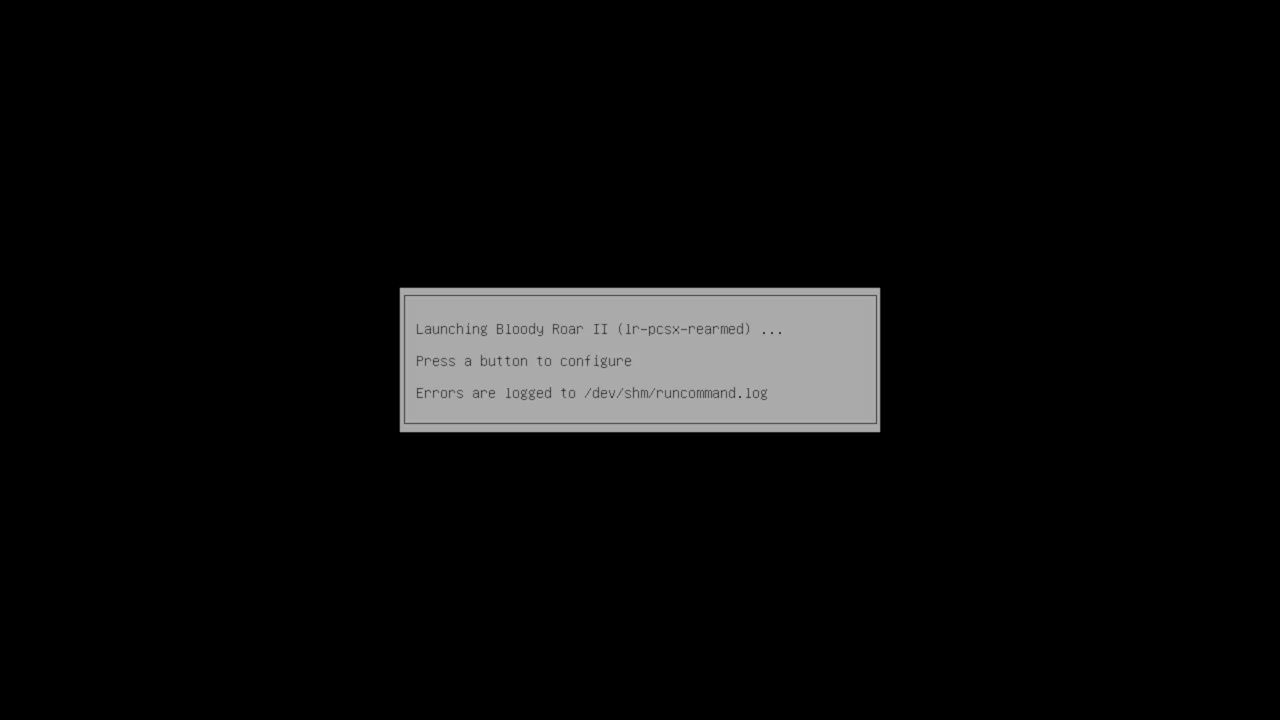 Launching Bloody Roar II (lr-pcsx-rearmed) ...
Press a button to configure
Errors are logged to /dev/shm/runcommand.log